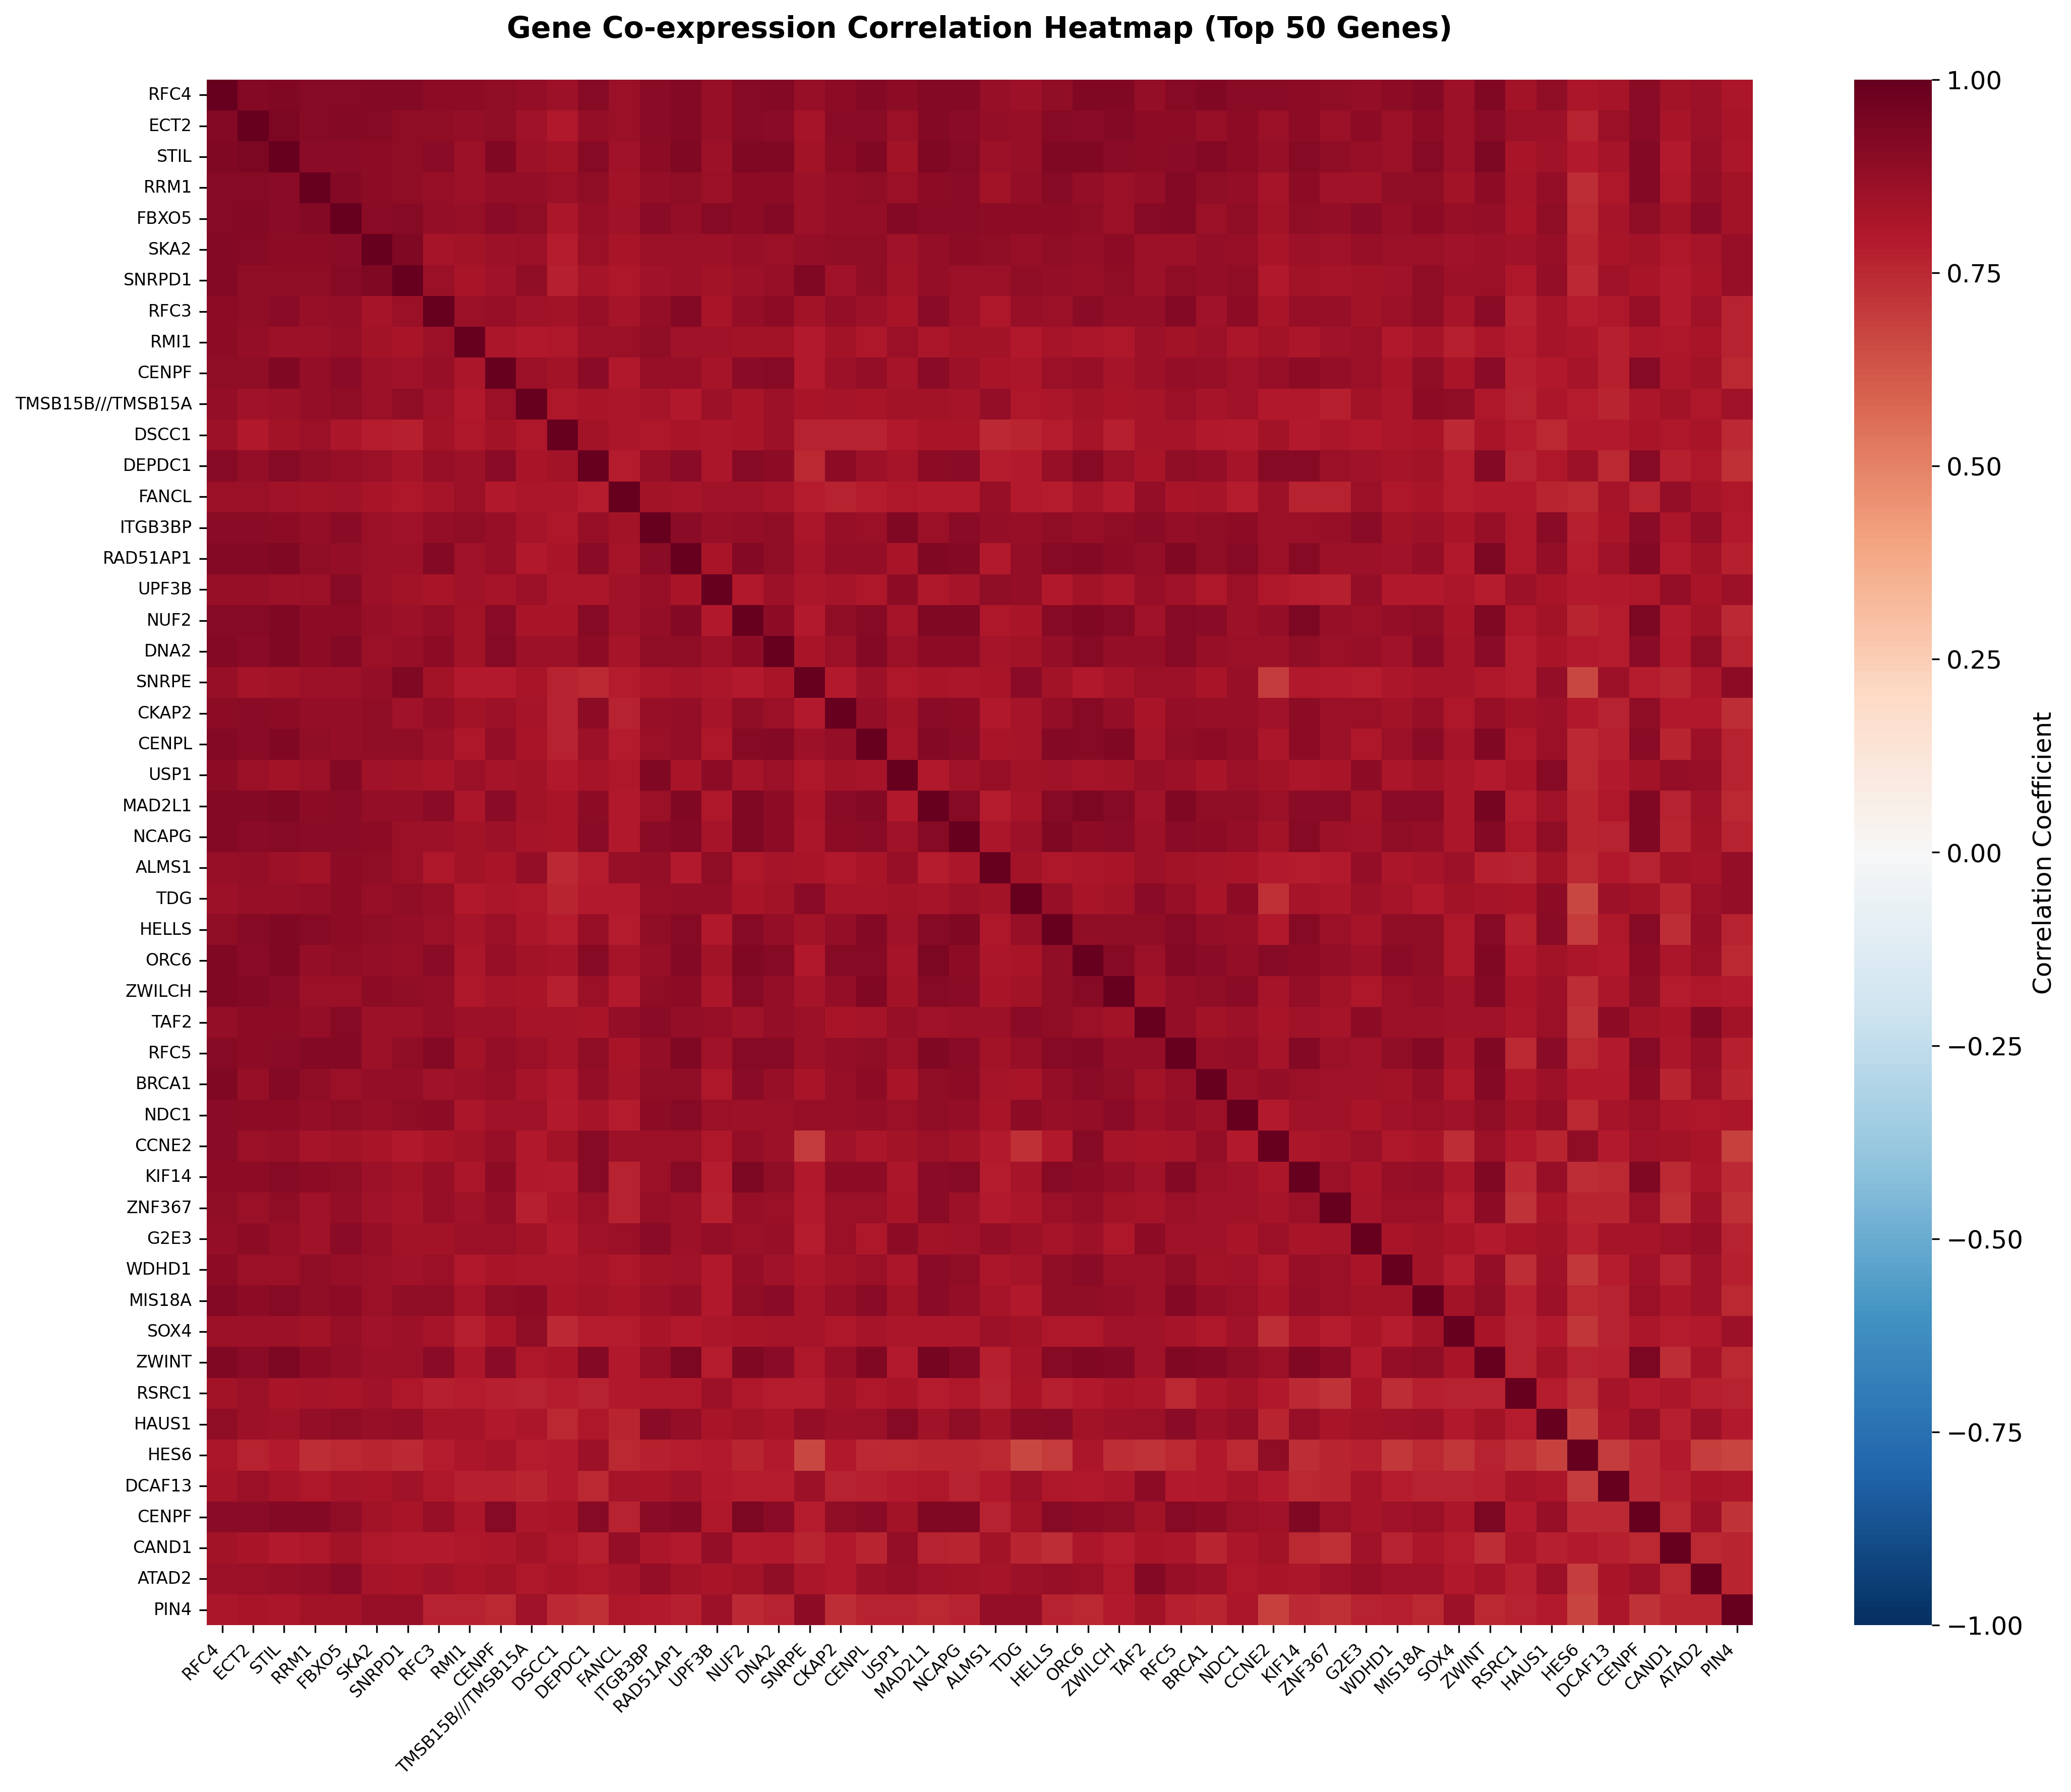 Gene Co-expression Correlation Heatmap (Top 50 Genes)
RFC4
ECT2
STIL
RRM1
FBXO5
SKA2
SNRPD1
RFC3
RMI1
CENPF
TMSB15B///TMSB15A
DSCC1
DEPDC1
FANCL
ITGB3BP
RAD51AP1
UPF3B
NUF2
DNA2
SNRPE
CKAP2
CENPL
USP1
MAD2L1
NCAPG
ALMS1
TDG
HELLS
ORC6
ZWILCH
TAF2
RFC5
BRCA1
NDC1
CCNE2
KIF14
ZNF367
G2E3
WDHD1
MIS18A
SOX4
ZWINT
RSRC1
HAUS1
HES6
DCAF13
CENPF
CAND1
ATAD2
PIN4
RFC4
ECT2
STIL
RRM1
FBXO5
SKA2
SNRPD1
RFC3
RMI1
CENPF
TMSB15B///TMSB15A
DSCC1
DEPDC1
FANCL
ITGB3BP
RAD51AP1
UPF3B
NUF2
DNA2
SNRPE
CKAP2
CENPL
USP1
MAD2L1
NCAPG
ALMS1
TDG
HELLS
ORC6
ZWILCH
TAF2
RFC5
BRCA1
NDC1
CCNE2
KIF14
ZNF367
G2E3
WDHD1
MIS18A
SOX4
ZWINT
RSRC1
HAUS1
HES6
DCAF13
CENPF
CAND1
ATAD2
PIN4
1.00
0.75
0.50
0.25
0.00
−0.25
−0.50
−0.75
−1.00
Correlation Coefficient